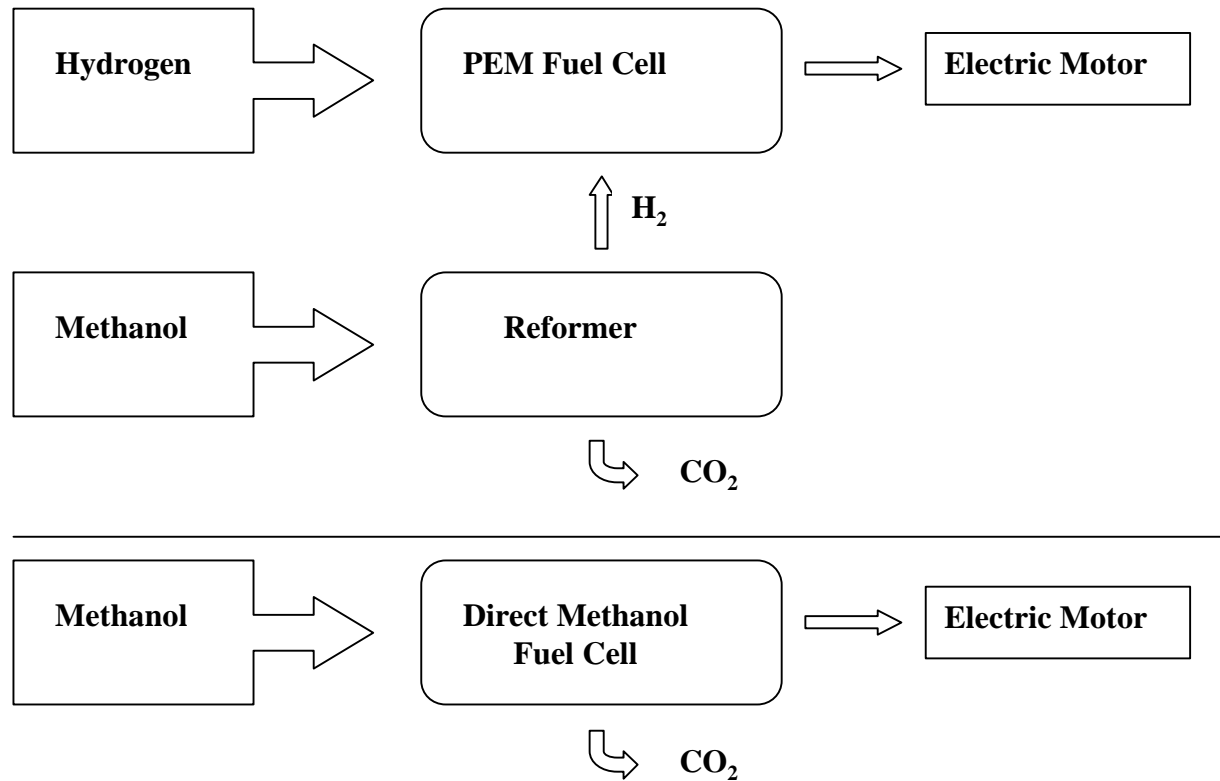 Hydrogen
PEM Fuel Cell
Electric Motor
H₂
Methanol
Reformer
CO₂
Methanol
Direct Methanol
Fuel Cell
Electric Motor
CO₂